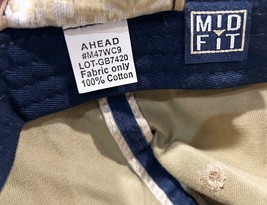 AHEAD
#M47WC9
LOT-GB7420
Fabric only
100% Cotton
MID
FIT